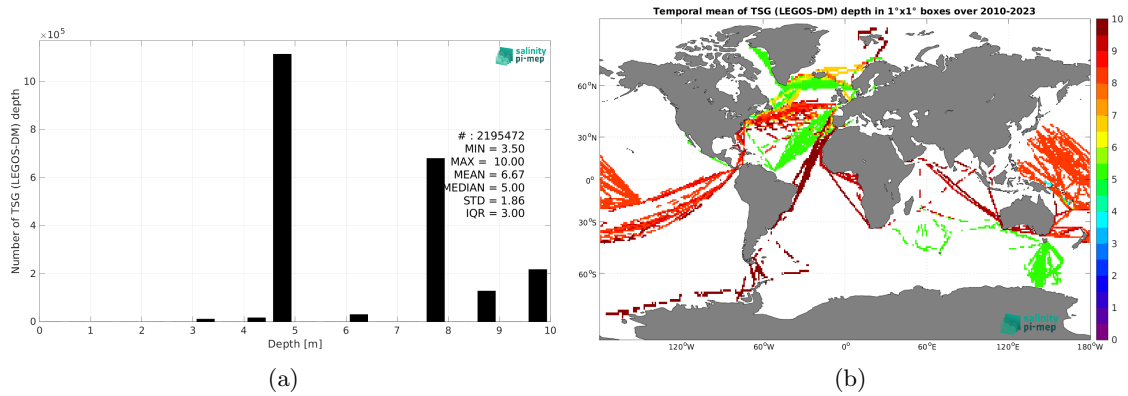 ×10⁵
10
8
6
4
2
0
Number of TSG (LEGOS-DM) depth
salinity
pi-mep
# : 2195472
MIN = 3.50
MAX = 10.00
MEAN = 6.67
MEDIAN = 5.00
STD = 1.86
IQR = 3.00
0 1 2 3 4 5 6 7 8 9 10
Depth [m]
(a)
Temporal mean of TSG (LEGOS-DM) depth in 1°x1° boxes over 2010-2023
60°N
30°N
0°
30°S
60°S
120°W 60°W 0° 60°E 120°E 180°W
salinity
pi-mep
10
9
8
7
6
5
4
3
2
1
0
(b)